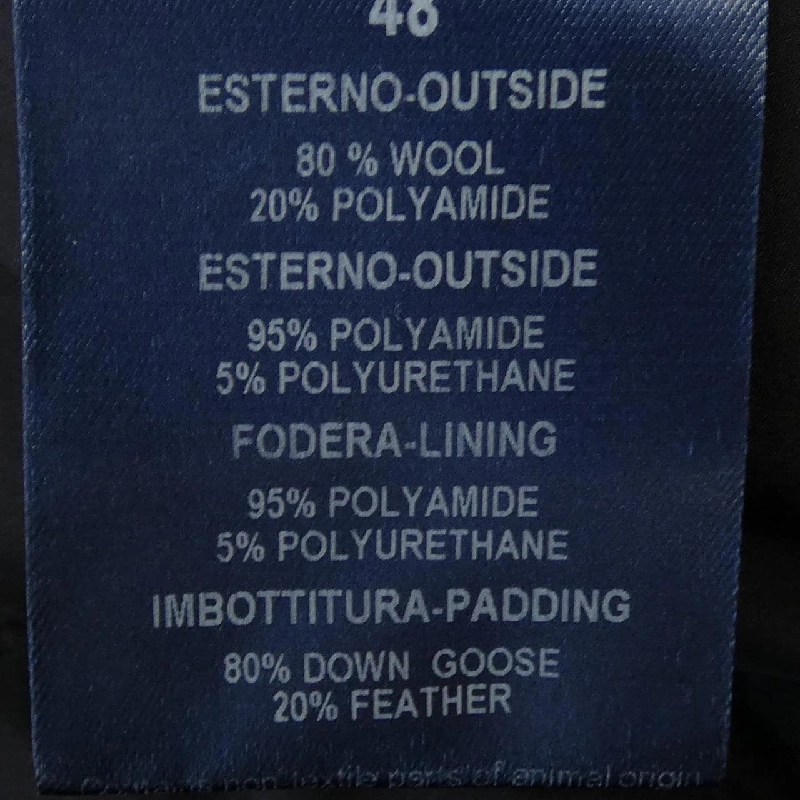 48
ESTERNO-OUTSIDE
80 % WOOL
20% POLYAMIDE
ESTERNO-OUTSIDE
95% POLYAMIDE
5% POLYURETHANE
FODERA-LINING
95% POLYAMIDE
5% POLYURETHANE
IMBOTTITURA-PADDING
80% DOWN GOOSE
20% FEATHER
Contains non-textile parts of animal origin